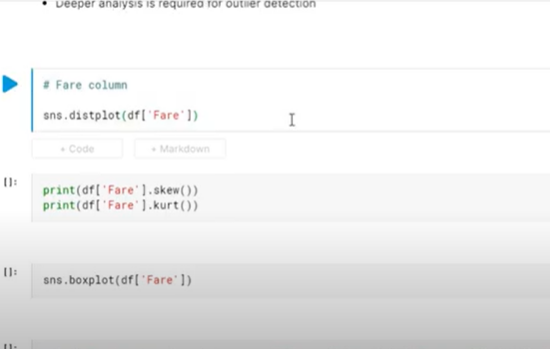 • Deeper analysis is required for outlier detection
# Fare column
sns.distplot(df['Fare'])
+ Code
+ Markdown
[]:
print(df['Fare'].skew())
print(df['Fare'].kurt())
[]:
sns.boxplot(df['Fare'])
[]: